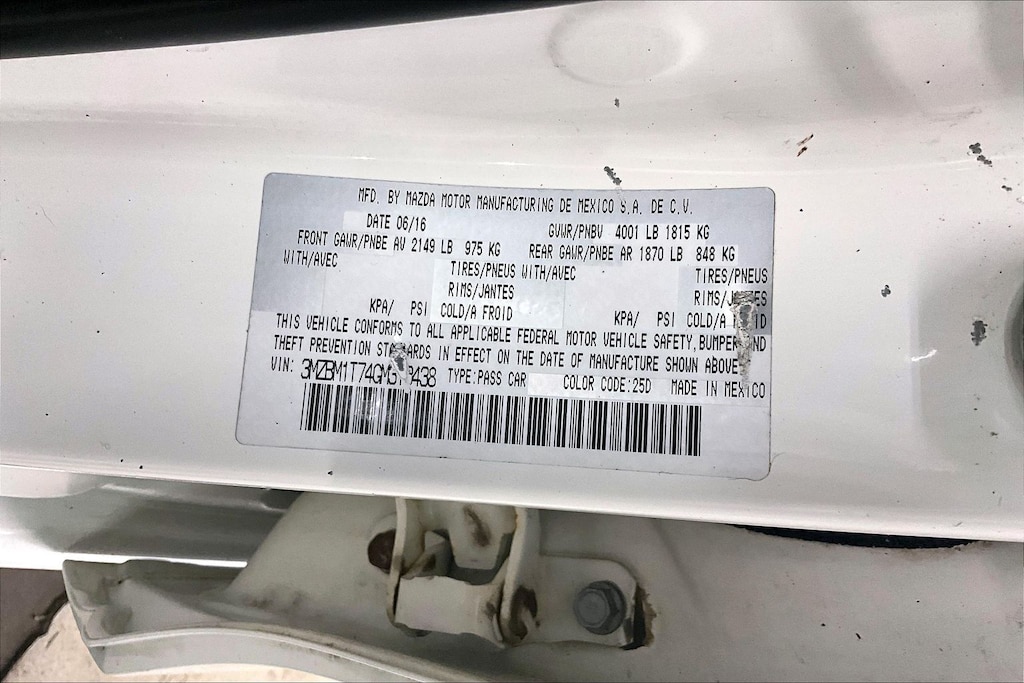 MFD. BY MAZDA MOTOR MANUFACTURING DE MEXICO S.A. DE C.V.
DATE 06/16 GVWR/PNBV 4001 LB 1815 KG
FRONT GAWR/PNBE AV 2149 LB 975 KG REAR GAWR/PNBE AR 1870 LB 848 KG
WITH/AVEC TIRES/PNEUS WITH/AVEC TIRES/PNEUS
RIMS/JANTES RIMS/JANTES
KPA/ PSI COLD/A FROID KPA/ PSI COLD/A FROID
THIS VEHICLE CONFORMS TO ALL APPLICABLE FEDERAL MOTOR VEHICLE SAFETY, BUMPER AND
THEFT PREVENTION STANDARDS IN EFFECT ON THE DATE OF MANUFACTURE SHOWN ABOVE
VIN: TYPE:PASS CAR COLOR CODE:25D MADE IN MEXICO